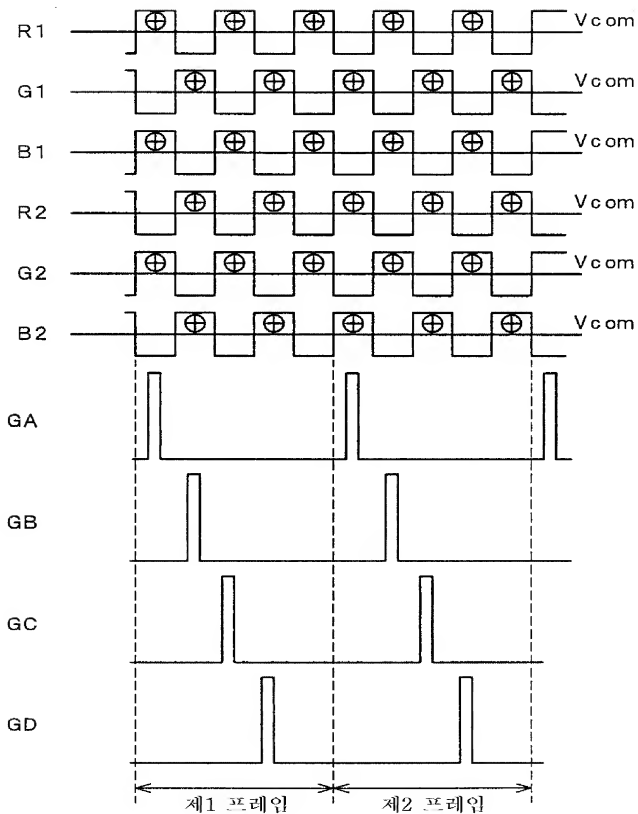 R1 ⊕ ⊕ ⊕ ⊕ ⊕ Vcom
G1 ⊕ ⊕ ⊕ ⊕ ⊕ Vcom
B1 ⊕ ⊕ ⊕ ⊕ ⊕ Vcom
R2 ⊕ ⊕ ⊕ ⊕ ⊕ Vcom
G2 ⊕ ⊕ ⊕ ⊕ ⊕ Vcom
B2 ⊕ ⊕ ⊕ ⊕ ⊕ Vcom
GA
GB
GC
GD
제1 프레임 제2 프레임